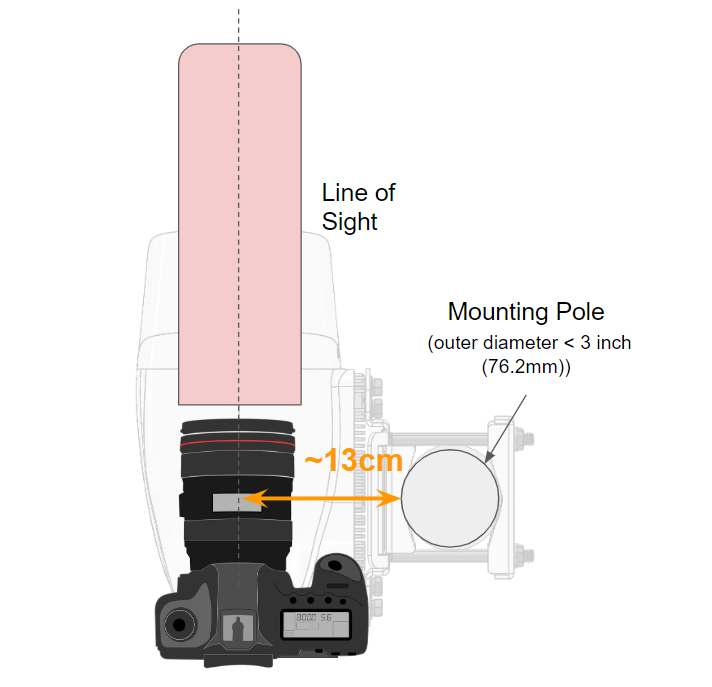 Line of
Sight
Mounting Pole
(outer diameter < 3 inch
(76.2mm))
~13cm